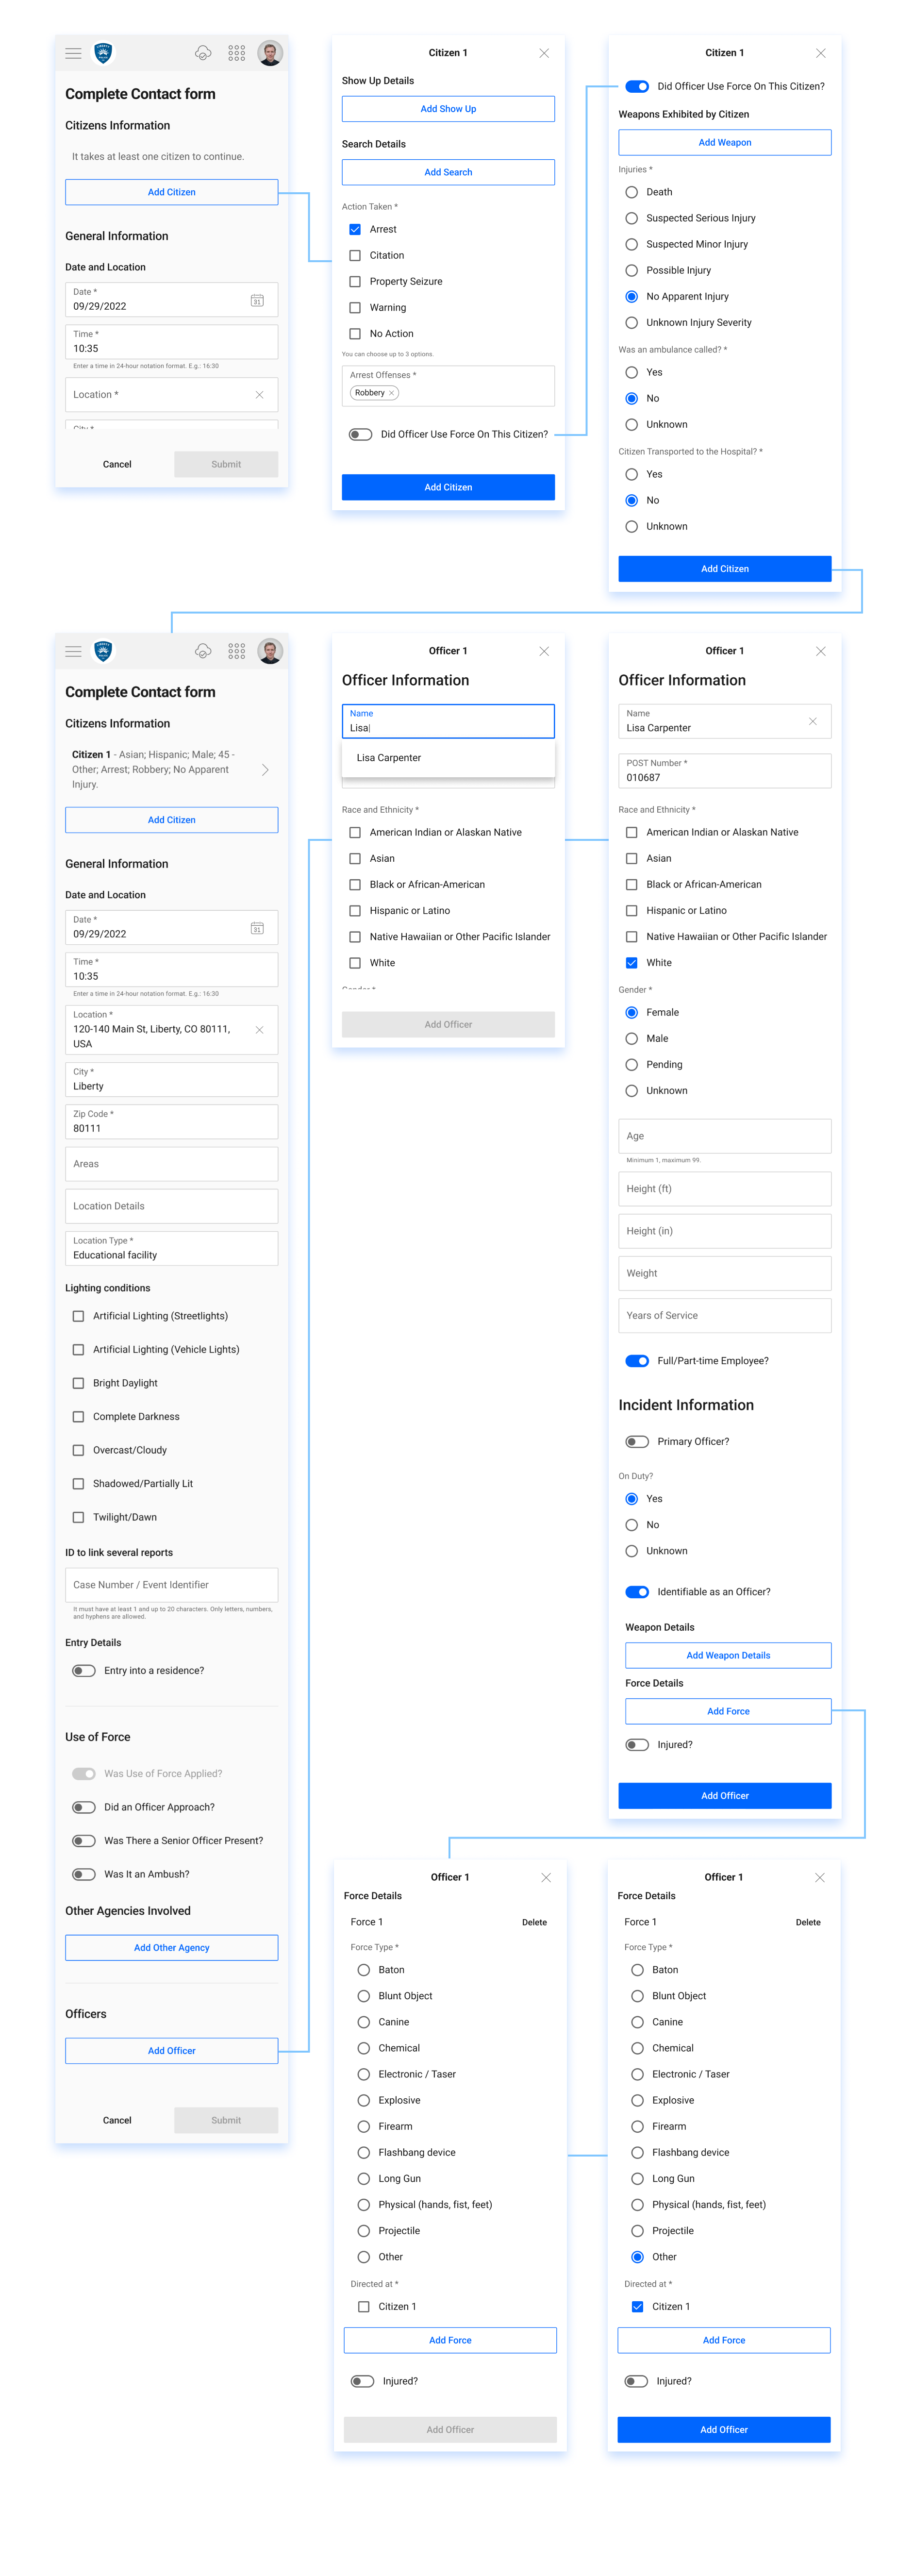 Complete Contact form
Citizens Information
It takes at least one citizen to continue.
Add Citizen
General Information
Date and Location
Date *
09/29/2022
31
Time *
10:35
Enter a time in 24-hour notation format. E.g.: 16:30
Location *
City *
Cancel
Submit
Citizen 1
Show Up Details
Add Show Up
Search Details
Add Search
Action Taken *
Arrest
Citation
Property Seizure
Warning
No Action
You can choose up to 3 options.
Arrest Offenses *
Robbery
Did Officer Use Force On This Citizen?
Add Citizen
Citizen 1
Did Officer Use Force On This Citizen?
Weapons Exhibited by Citizen
Add Weapon
Injuries *
Death
Suspected Serious Injury
Suspected Minor Injury
Possible Injury
No Apparent Injury
Unknown Injury Severity
Was an ambulance called? *
Yes
No
Unknown
Citizen Transported to the Hospital? *
Yes
No
Unknown
Add Citizen
Complete Contact form
Citizens Information
Citizen 1 - Asian; Hispanic; Male; 45 -
Other; Arrest; Robbery; No Apparent
Injury.
Add Citizen
General Information
Date and Location
Date *
09/29/2022
31
Time *
10:35
Enter a time in 24-hour notation format. E.g.: 16:30
Location *
120-140 Main St, Liberty, CO 80111,
USA
City *
Liberty
Zip Code *
80111
Areas
Location Details
Location Type *
Educational facility
Lighting conditions
Artificial Lighting (Streetlights)
Artificial Lighting (Vehicle Lights)
Bright Daylight
Complete Darkness
Overcast/Cloudy
Shadowed/Partially Lit
Twilight/Dawn
ID to link several reports
Case Number / Event Identifier
It must have at least 1 and up to 20 characters. Only letters, numbers,
and hyphens are allowed.
Entry Details
Entry into a residence?
Use of Force
Was Use of Force Applied?
Did an Officer Approach?
Was There a Senior Officer Present?
Was It an Ambush?
Other Agencies Involved
Add Other Agency
Officers
Add Officer
Cancel
Submit
Officer 1
Officer Information
Name
Lisa
Lisa Carpenter
Race and Ethnicity *
American Indian or Alaskan Native
Asian
Black or African-American
Hispanic or Latino
Native Hawaiian or Other Pacific Islander
White
Gender *
Add Officer
Officer 1
Officer Information
Name
Lisa Carpenter
POST Number *
010687
Race and Ethnicity *
American Indian or Alaskan Native
Asian
Black or African-American
Hispanic or Latino
Native Hawaiian or Other Pacific Islander
White
Gender *
Female
Male
Pending
Unknown
Age
Minimum 1, maximum 99.
Height (ft)
Height (in)
Weight
Years of Service
Full/Part-time Employee?
Incident Information
Primary Officer?
On Duty?
Yes
No
Unknown
Identifiable as an Officer?
Weapon Details
Add Weapon Details
Force Details
Add Force
Injured?
Add Officer
Officer 1
Force Details
Force 1
Delete
Force Type *
Baton
Blunt Object
Canine
Chemical
Electronic / Taser
Explosive
Firearm
Flashbang device
Long Gun
Physical (hands, fist, feet)
Projectile
Other
Directed at *
Citizen 1
Add Force
Injured?
Add Officer
Officer 1
Force Details
Force 1
Delete
Force Type *
Baton
Blunt Object
Canine
Chemical
Electronic / Taser
Explosive
Firearm
Flashbang device
Long Gun
Physical (hands, fist, feet)
Projectile
Other
Directed at *
Citizen 1
Add Force
Injured?
Add Officer